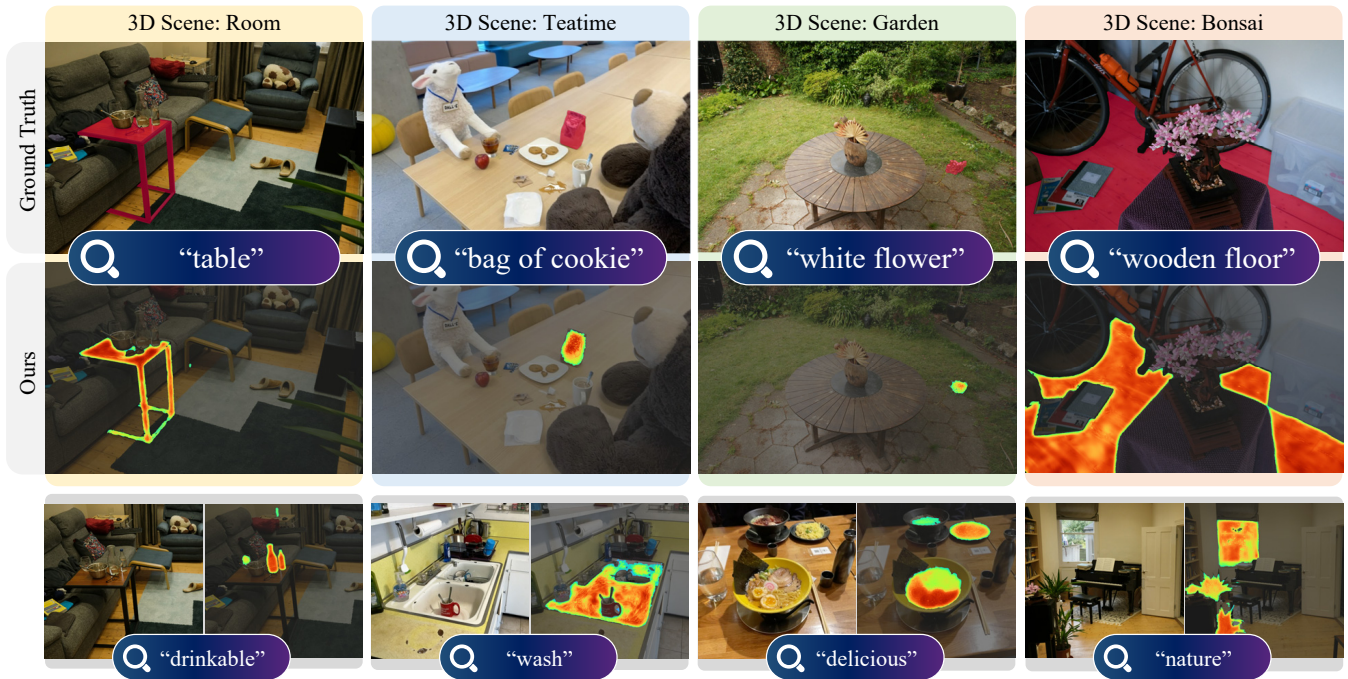 3D Scene: Room
3D Scene: Teatime
3D Scene: Garden
3D Scene: Bonsai
Ground Truth
“table”
“bag of cookie”
“white flower”
“wooden floor”
Ours
“drinkable”
“wash”
“delicious”
“nature”